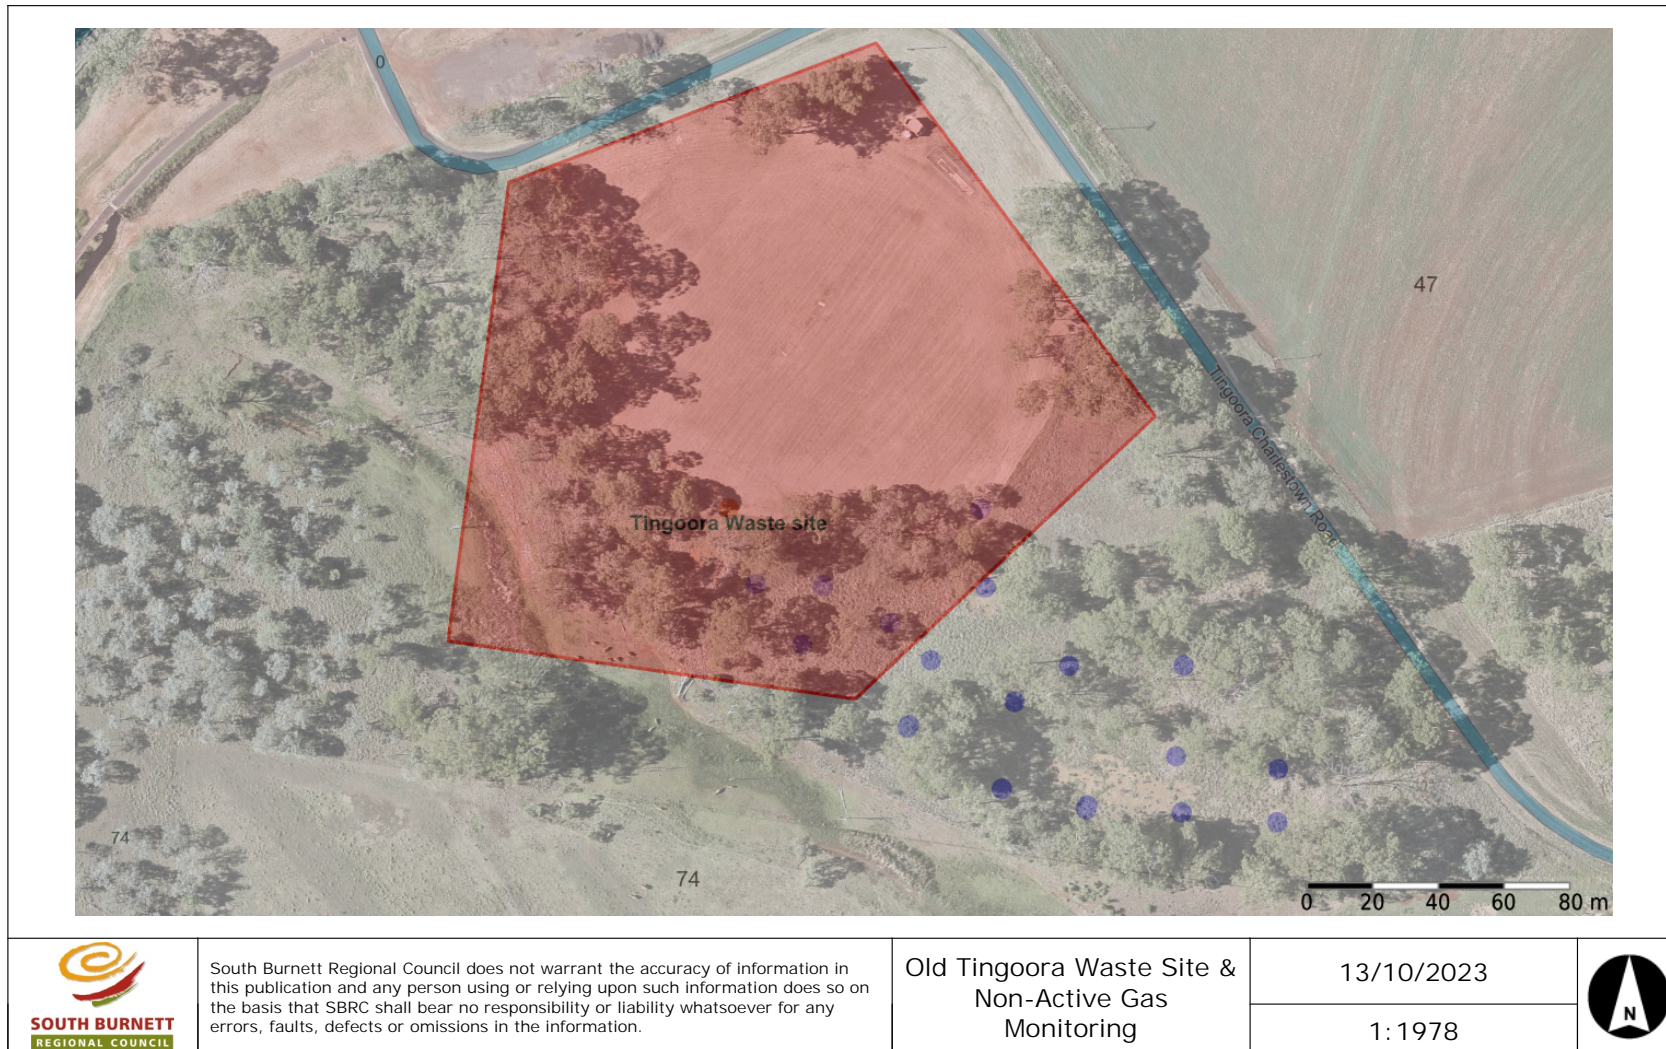 0
47
Tingoora Charlestown Road
Tingoora Waste site
74
74
0 20 40 60 80 m
SOUTH BURNETT
REGIONAL COUNCIL
South Burnett Regional Council does not warrant the accuracy of information in
this publication and any person using or relying upon such information does so on
the basis that SBRC shall bear no responsibility or liability whatsoever for any
errors, faults, defects or omissions in the information.
Old Tingoora Waste Site &
Non-Active Gas
Monitoring
13/10/2023
1:1978
N